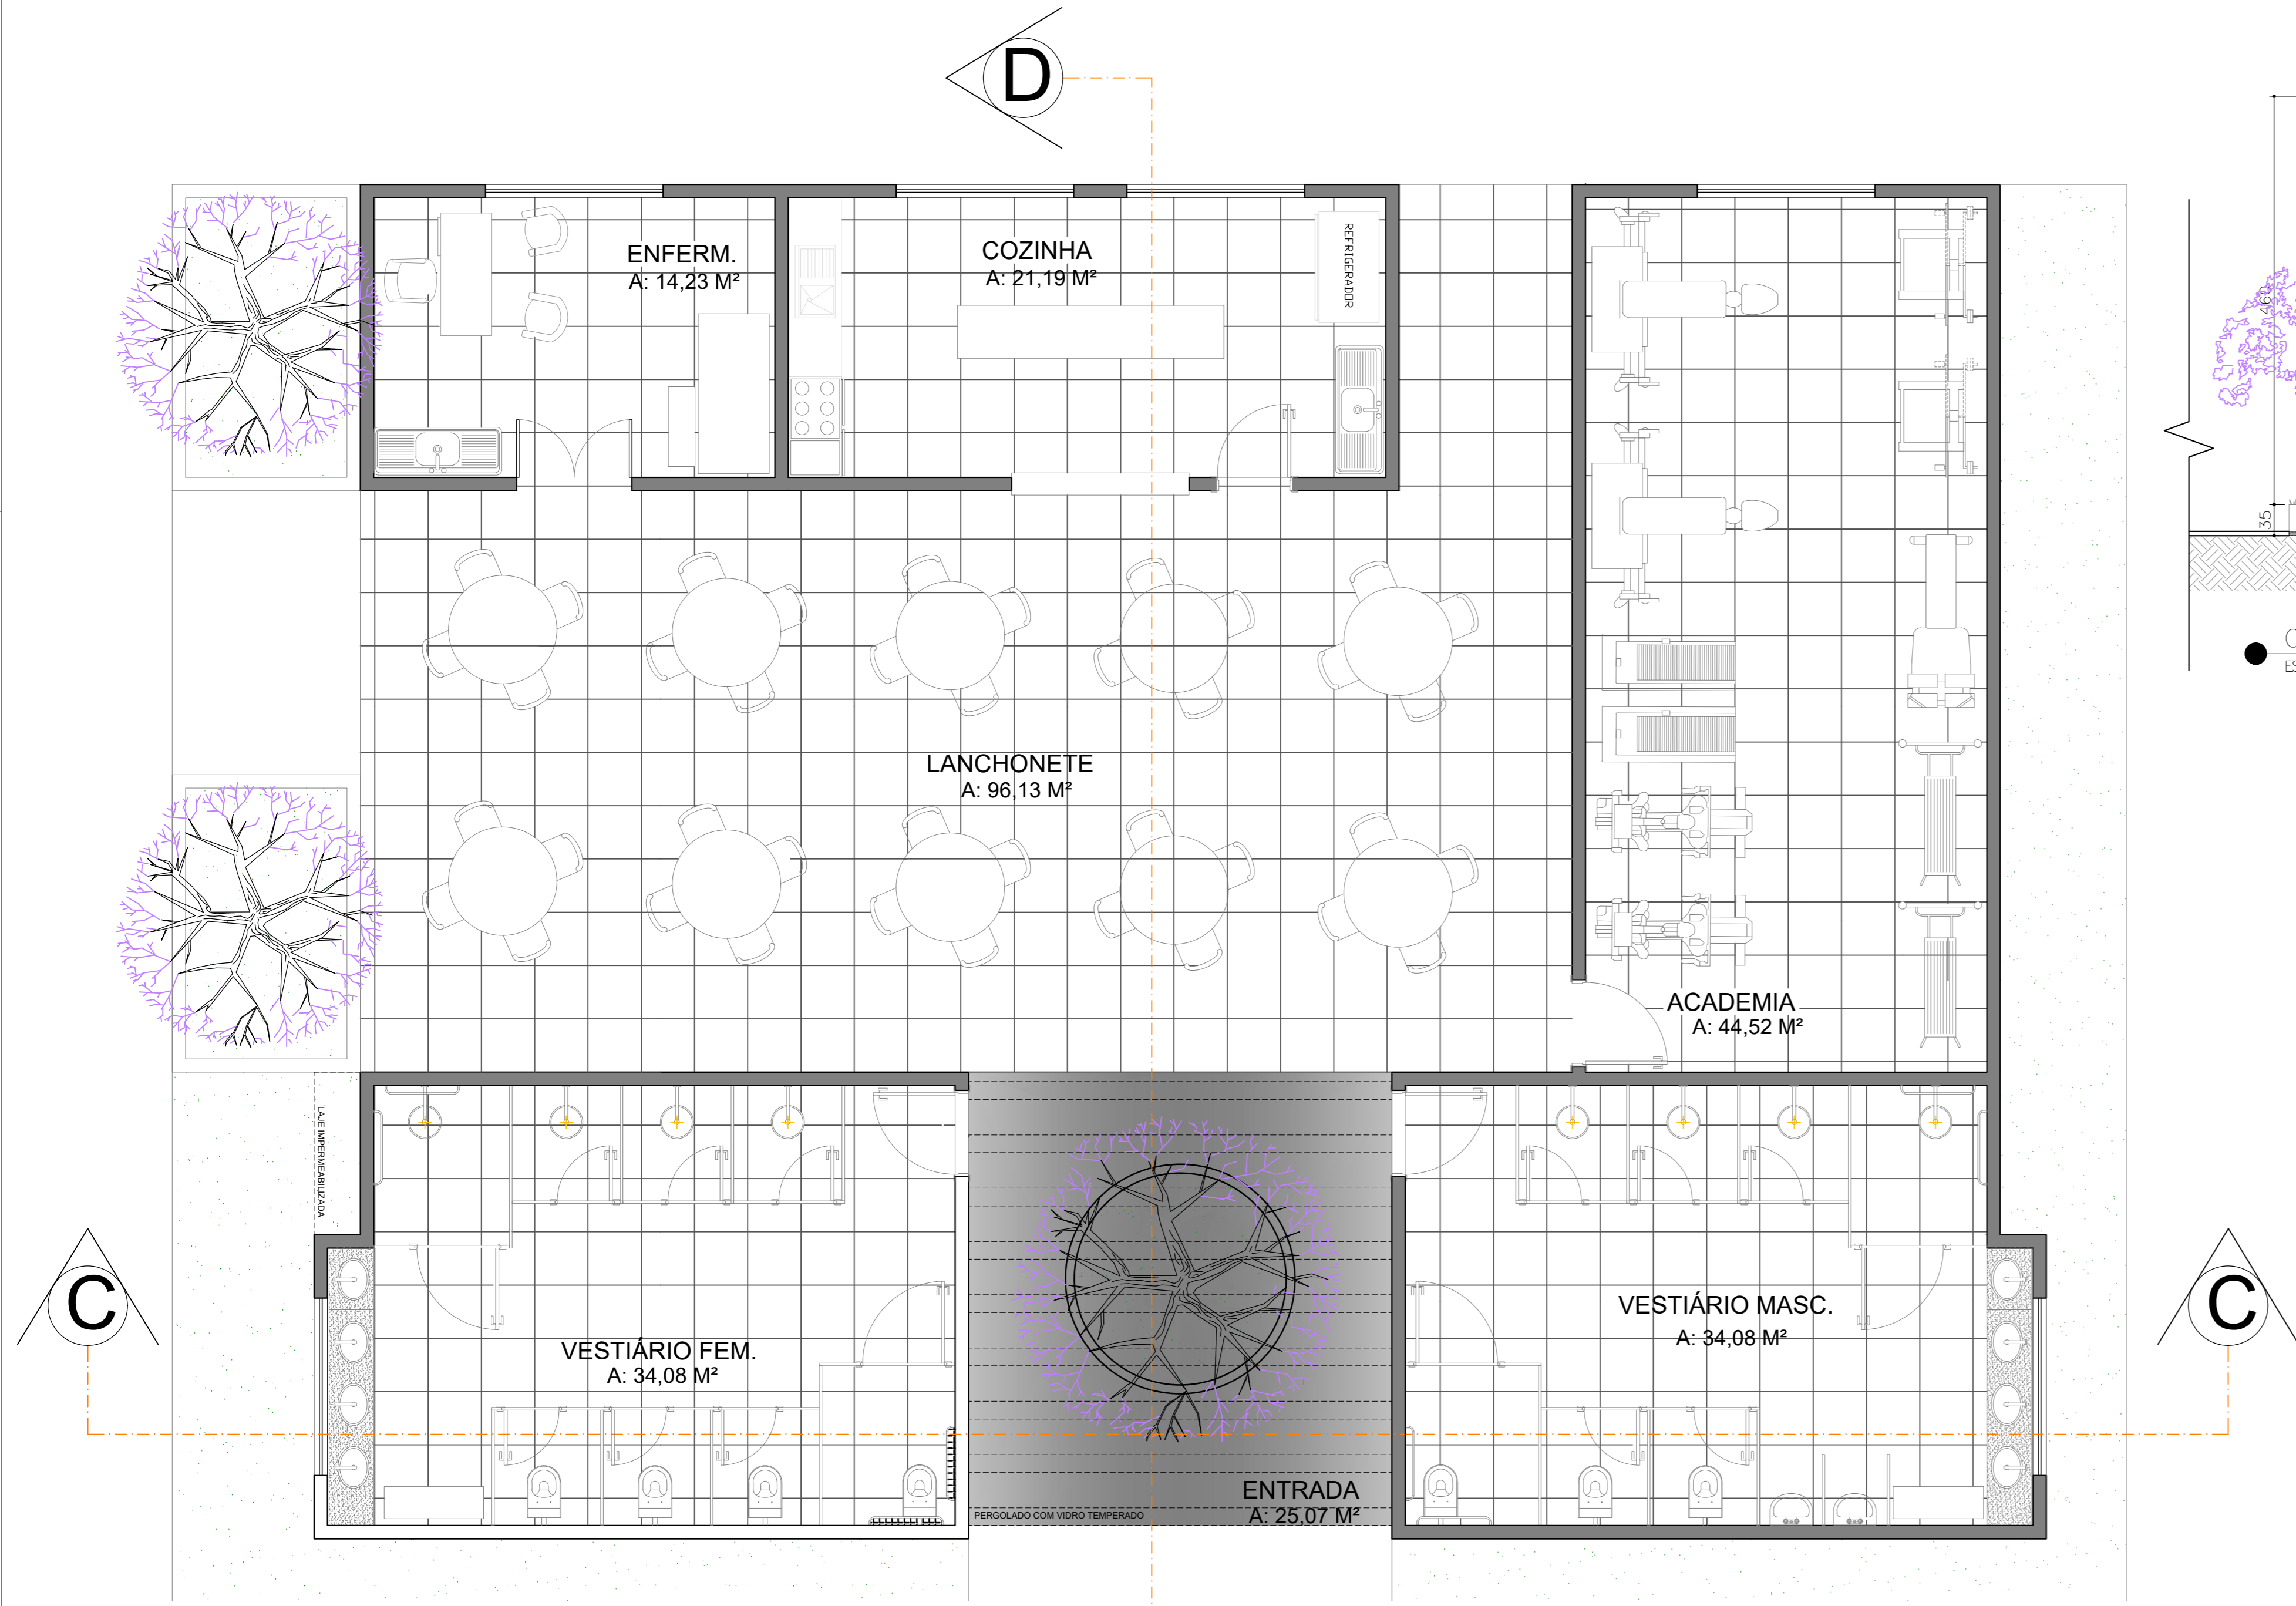 D
ENFERM.
A: 14,23 M²
COZINHA
A: 21,19 M²
REFRIGERADOR
460
35
LANCHONETE
A: 96,13 M²
ACADEMIA
A: 44,52 M²
LAJE IMPERMEABILIZADA
C
VESTIÁRIO FEM.
A: 34,08 M²
VESTIÁRIO MASC.
A: 34,08 M²
C
ENTRADA
A: 25,07 M²
PERGOLADO COM VIDRO TEMPERADO